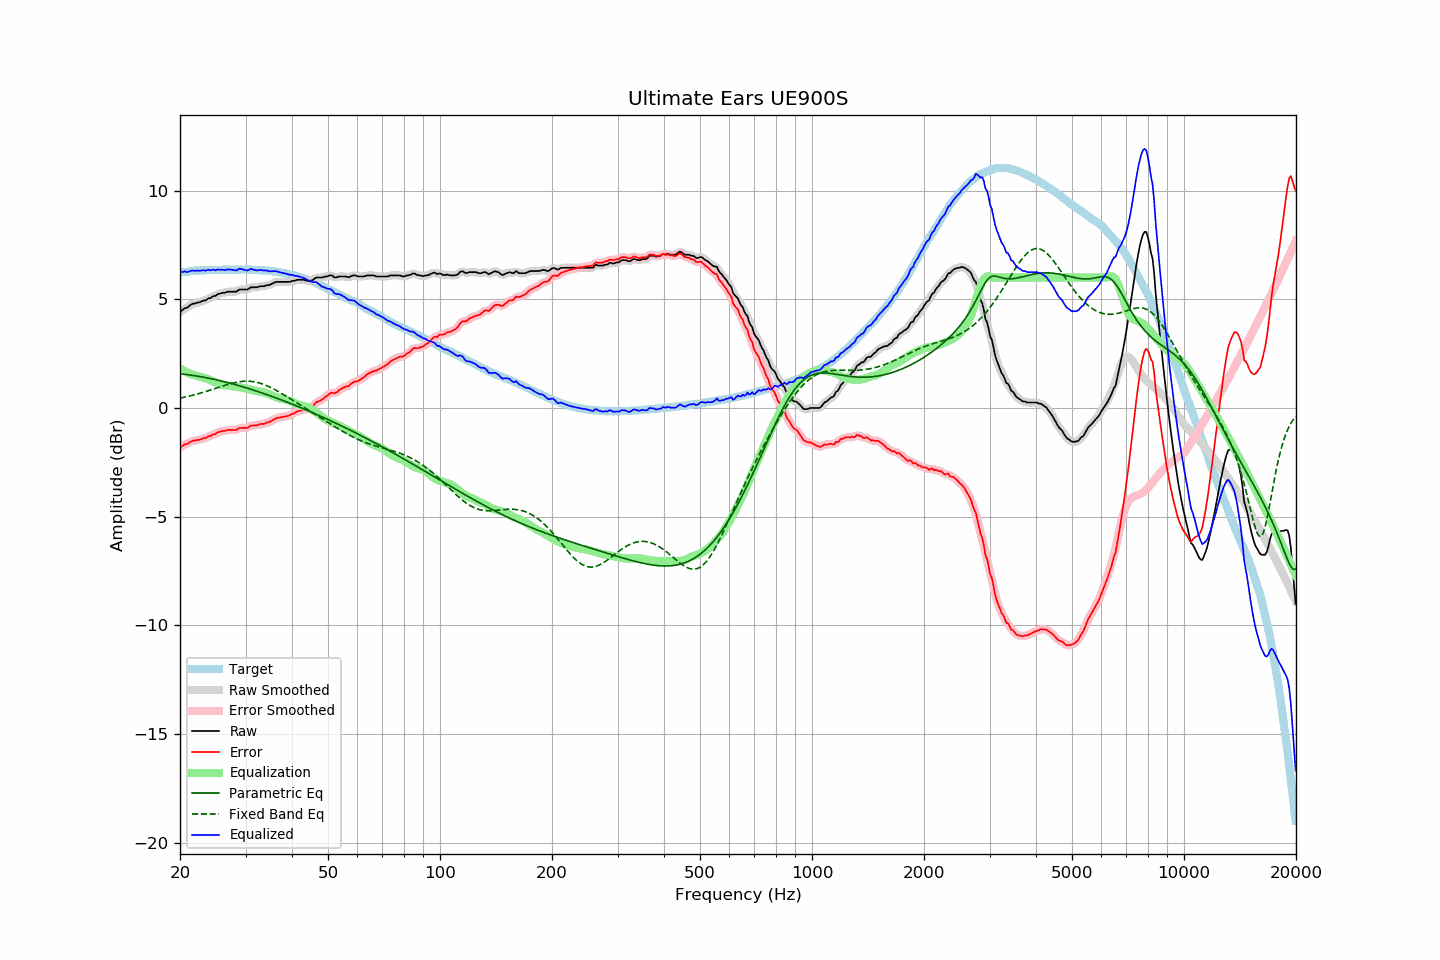 Ultimate Ears UE900S
Amplitude (dBr)
10
5
0
−5
−10
−15
−20
Target
Raw Smoothed
Error Smoothed
Raw
Error
Equalization
Parametric Eq
Fixed Band Eq
Equalized
20 50 100 200 500 1000 2000 5000 10000 20000
Frequency (Hz)